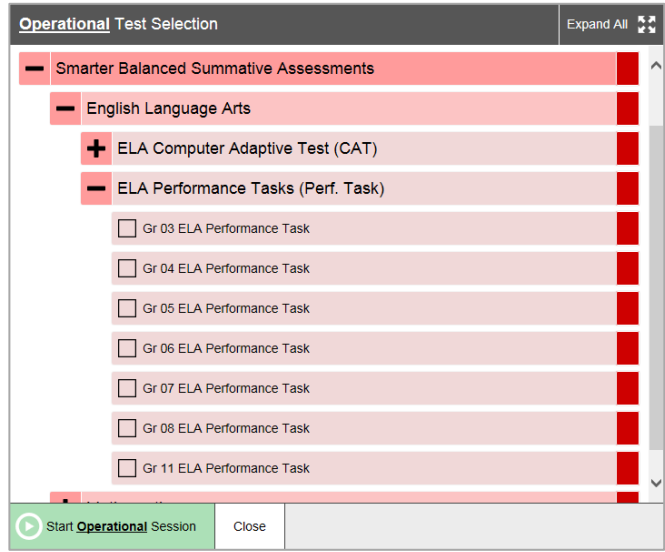 Operational Test Selection
Expand All
Smarter Balanced Summative Assessments
English Language Arts
ELA Computer Adaptive Test (CAT)
ELA Performance Tasks (Perf. Task)
Gr 03 ELA Performance Task
Gr 04 ELA Performance Task
Gr 05 ELA Performance Task
Gr 06 ELA Performance Task
Gr 07 ELA Performance Task
Gr 08 ELA Performance Task
Gr 11 ELA Performance Task
Start Operational Session
Close